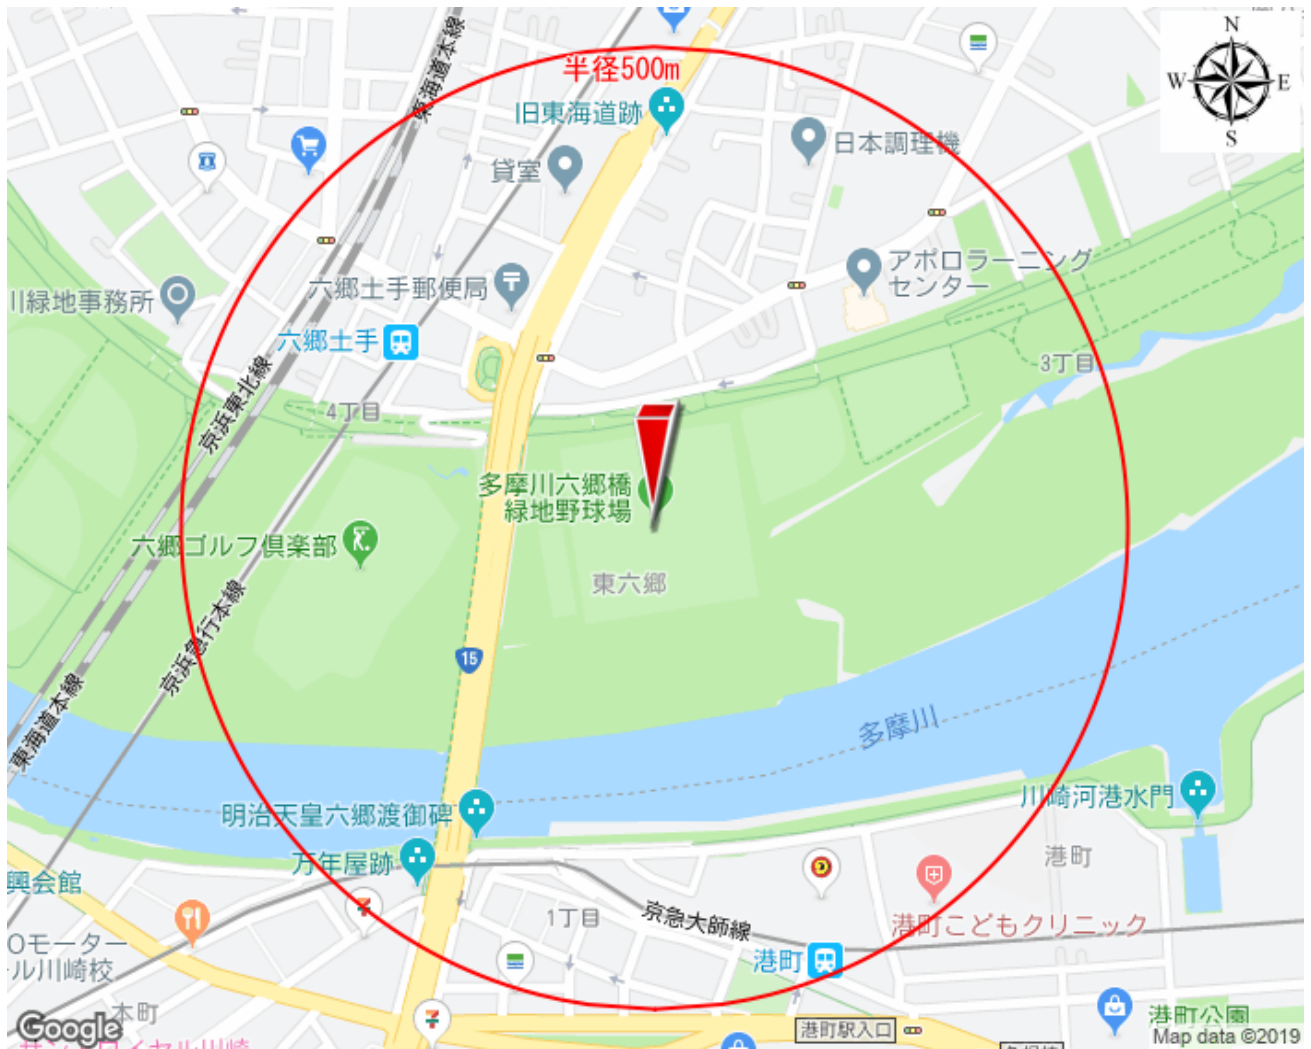 N
W E
S
半径500m
東海道本線
旧東海道跡
日本調理機
貸室
アポロラーニング
センター
六郷土手郵便局
川緑地事務所
六郷土手
3丁目
京浜東北線
4丁目
多摩川六郷橋
緑地野球場
六郷ゴルフ倶楽部
東六郷
京浜急行本線
15
東海道本線
多摩川
川崎河港水門
明治天皇六郷渡御碑
万年屋跡
港町
興会館
1丁目
京急大師線
港町こどもクリニック
Oモーター
ール川崎校
港町
本町
港町公園
港町駅入口
Google
Map data ©2019